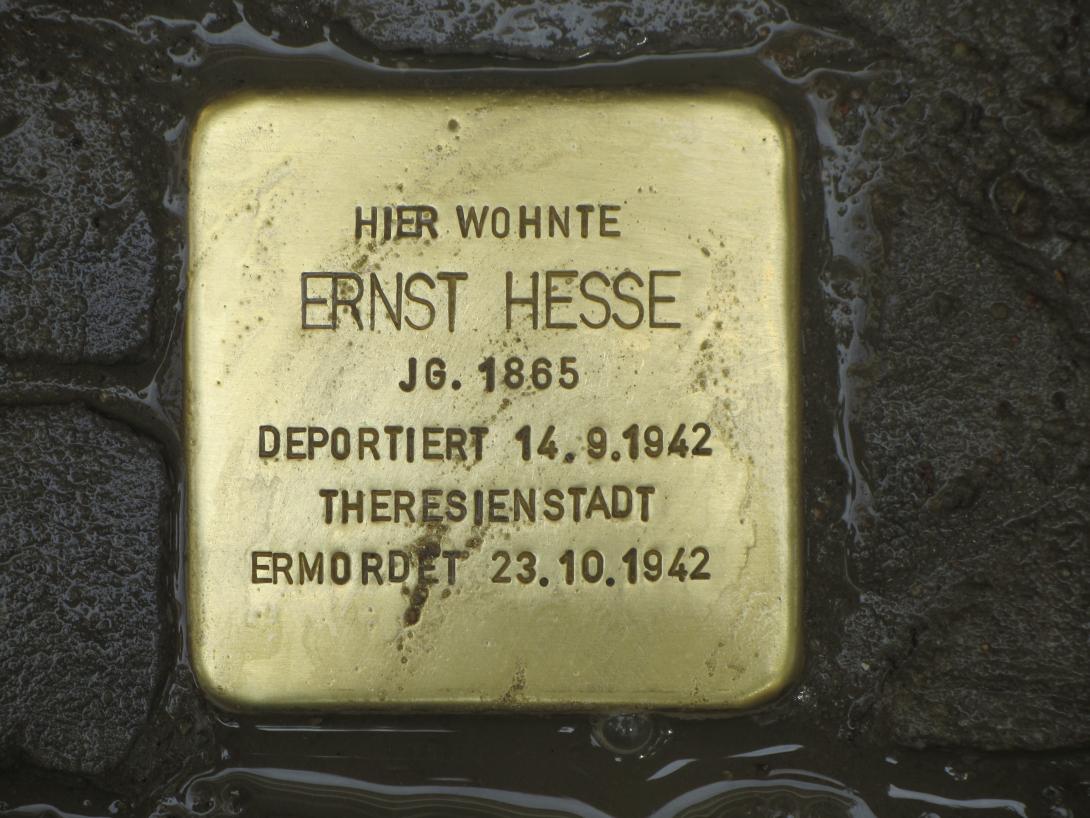 HIER WOHNTE
ERNST HESSE
JG. 1865
DEPORTIERT 14.9.1942
THERESIENSTADT
ERMORDET 23.10.1942